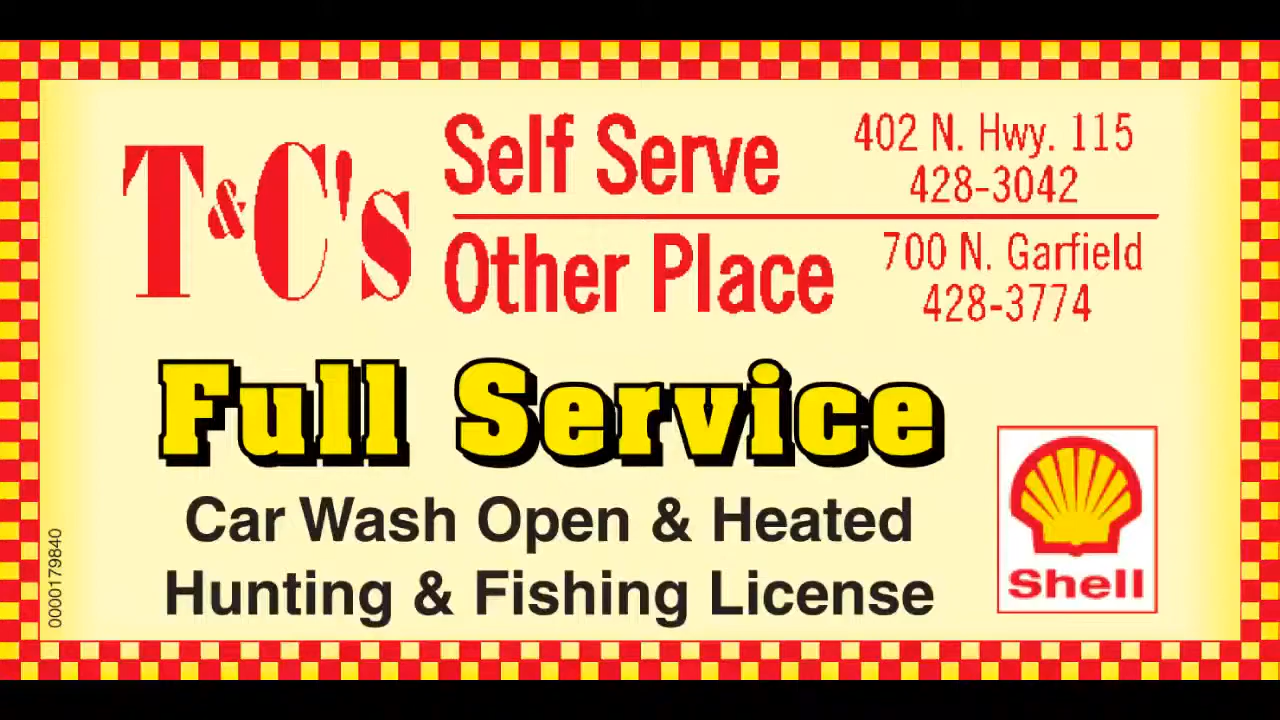 T&C's
Self Serve
402 N. Hwy. 115
428-3042
Other Place
700 N. Garfield
428-3774
Full Service
Car Wash Open & Heated
Hunting & Fishing License
Shell
0000179840